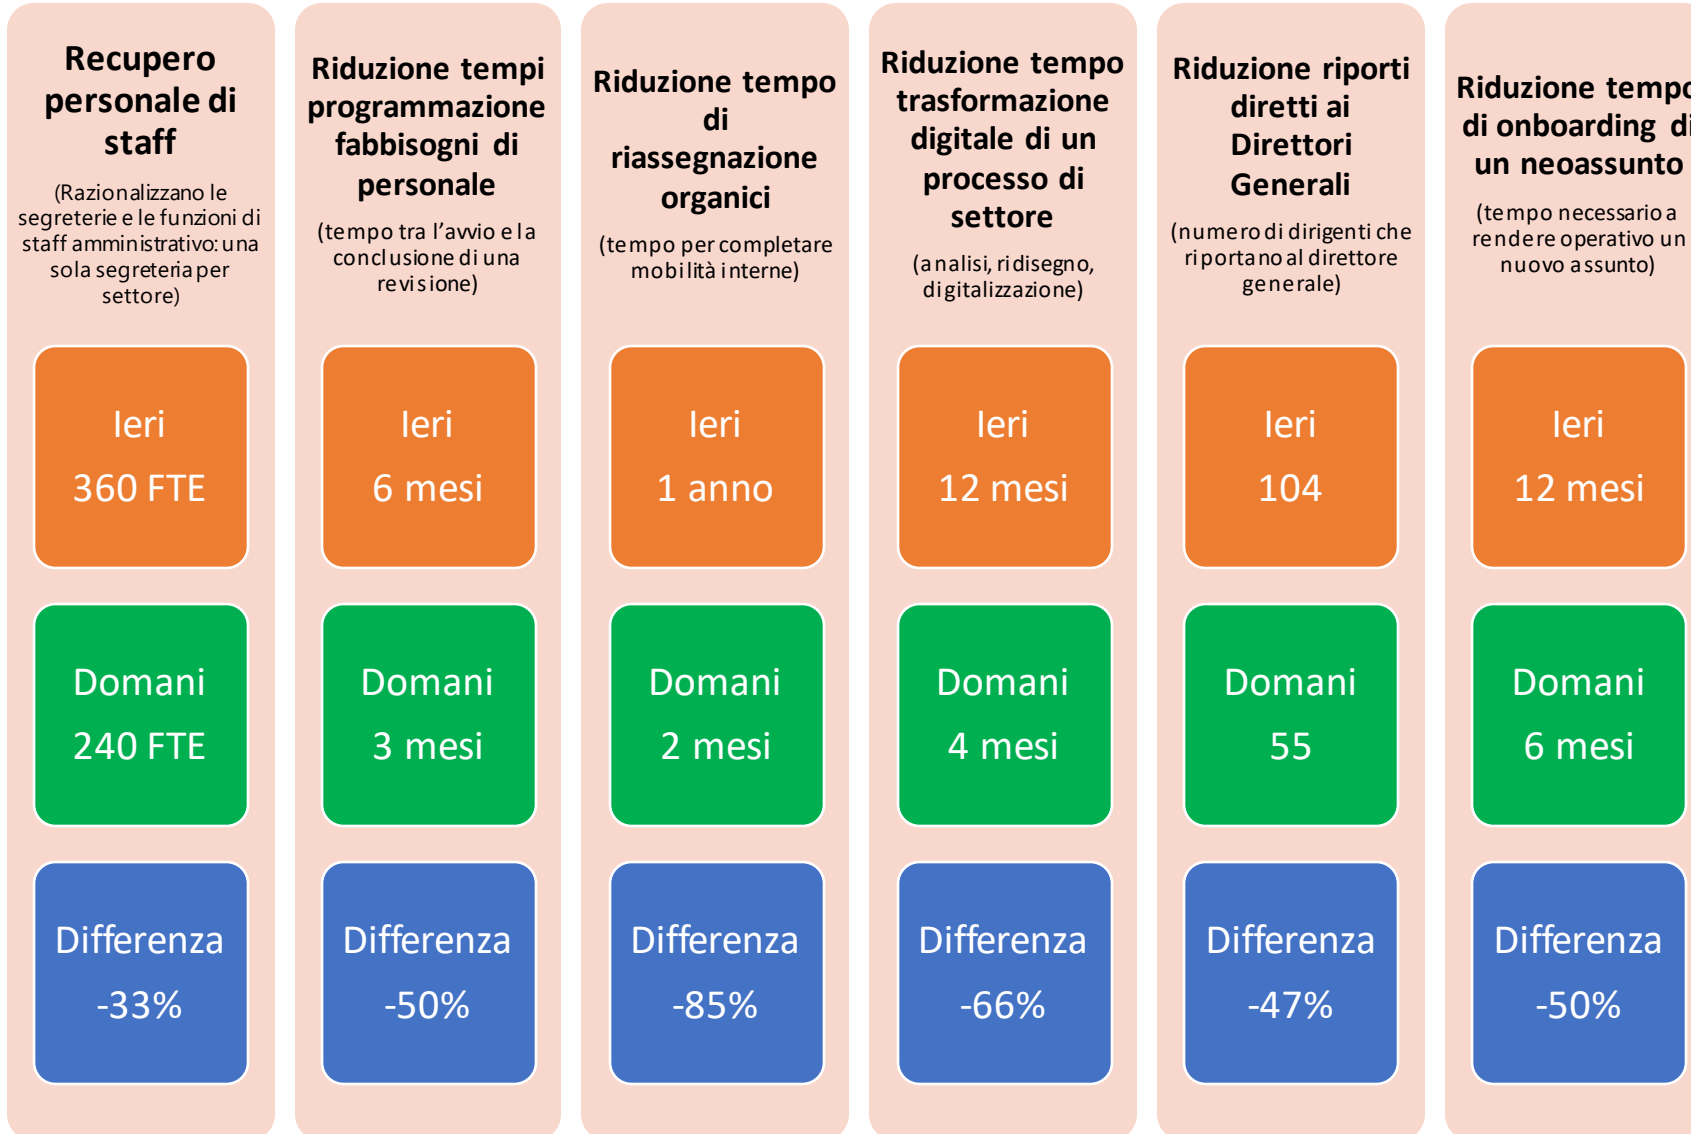 Recupero
personale di
staff
(Razionalizzano le
segreterie e le funzioni di
staff amministrativo: una
sola segreteria per
settore)
Ieri
360 FTE
Domani
240 FTE
Differenza
-33%
Riduzione tempi
programmazione
fabbisogni di
personale
(tempo tra l'avvio e la
conclusione di una
revisione)
Ieri
6 mesi
Domani
3 mesi
Differenza
-50%
Riduzione tempo
di
riassegnazione
organici
(tempo per completare
mobilità interne)
Ieri
1 anno
Domani
2 mesi
Differenza
-85%
Riduzione tempo
trasformazione
digitale di un
processo di
settore
(analisi, ridisegno,
digitalizzazione)
Ieri
12 mesi
Domani
4 mesi
Differenza
-66%
Riduzione riporti
diretti ai
Direttori
Generali
(numero di dirigenti che
riportano al direttore
generale)
Ieri
104
Domani
55
Differenza
-47%
Riduzione tempo
di onboarding di
un neoassunto
(tempo necessario a
rendere operativo un
nuovo assunto)
Ieri
12 mesi
Domani
6 mesi
Differenza
-50%